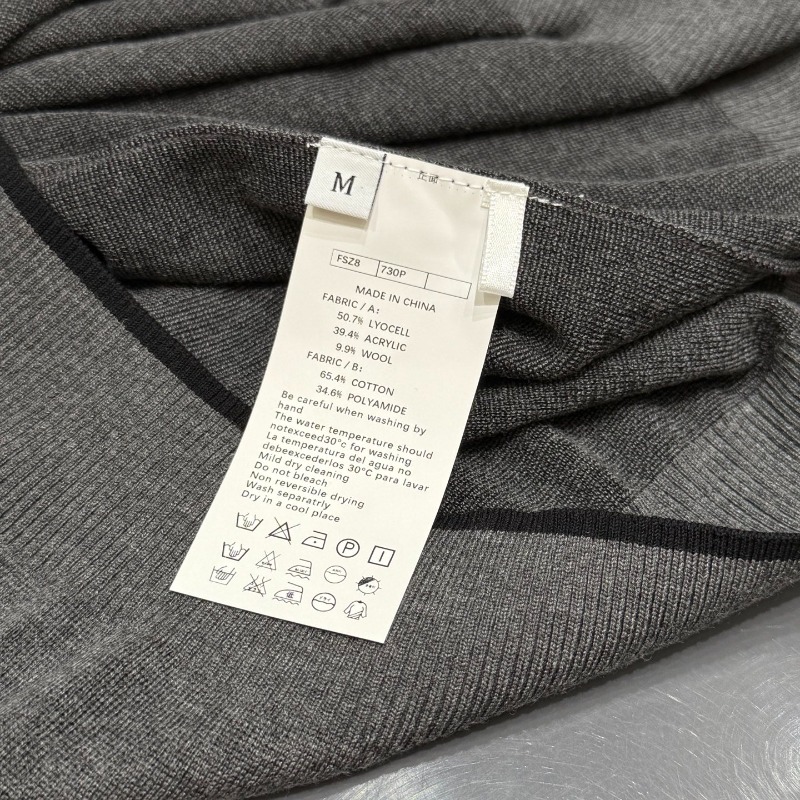 M
正面
FSZ8 730P
MADE IN CHINA
FABRIC / A:
50.7% LYOCELL
39.4% ACRYLIC
9.9% WOOL
FABRIC / B:
65.4% COTTON
34.6% POLYAMIDE
Be careful when washing by
hand
The water temperature should
notexceed30°c for washing
La temperatura del agua no
debeexcederlos 30°C para lavar
Mild dry cleaning
Do not bleach
Non reversible drying
Wash separatrly
Dry in a cool place
P